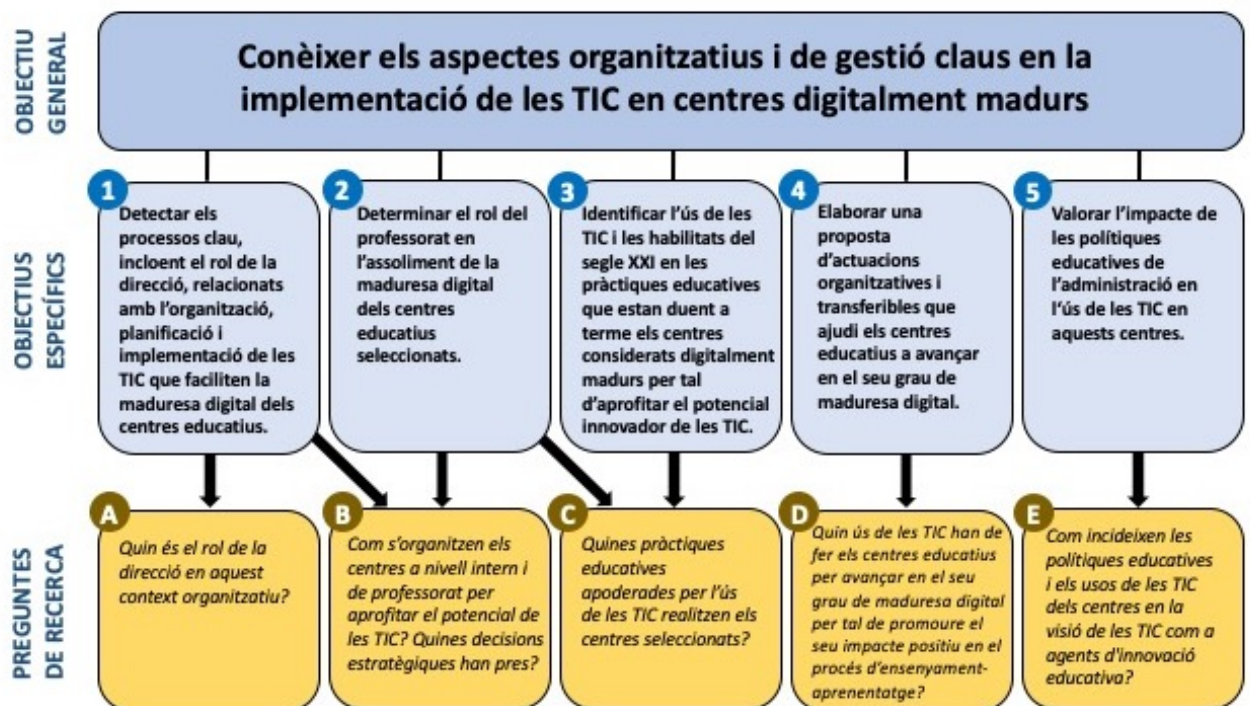 OBJECTIU
GENERAL
Conèixer els aspectes organitzatius i de gestió claus en la
implementació de les TIC en centres digitalment madurs
OBJECTIUS
ESPECÍFICS
1
Detectar els
processos clau,
incloent el rol de la
direcció, relacionats
amb l'organització,
planificació i
implementació de les
TIC que faciliten la
maduresa digital dels
centres educatius.
2
Determinar el rol del
professorat en
l'assoliment de la
maduresa digital
dels centres
educatius
seleccionats.
3
Identificar l'ús de les
TIC i les habilitats del
segle XXI en les
pràctiques educatives
que estan duent a
terme els centres
considerats digitalment
madurs per tal
d'aprofitar el potencial
innovador de les TIC.
4
Elaborar una
proposta
d'actuacions
organitzatives i
transferibles que
ajudi els centres
educatius a avançar
en el seu grau de
maduresa digital.
5
Valorar l'impacte de
les polítiques
educatives de
l'administració en
l'ús de les TIC en
aquests centres.
PREGUNTES
DE RECERCA
A
Quin és el rol de la
direcció en aquest
context organitzatiu?
B
Com s'organitzen els
centres a nivell intern i
de professorat per
aprofitar el potencial de
les TIC? Quines decisions
estratègiques han pres?
C
Quines pràctiques
educatives
apoderades per l'ús
de les TIC realitzen els
centres seleccionats?
D
Quin ús de les TIC han de
fer els centres educatius
per avançar en el seu
grau de maduresa digital
per tal de promoure el
seu impacte positiu en el
procés d'ensenyament-
aprenentatge?
E
Com incideixen les
polítiques educatives
i els usos de les TIC
dels centres en la
visió de les TIC com a
agents d'innovació
educativa?